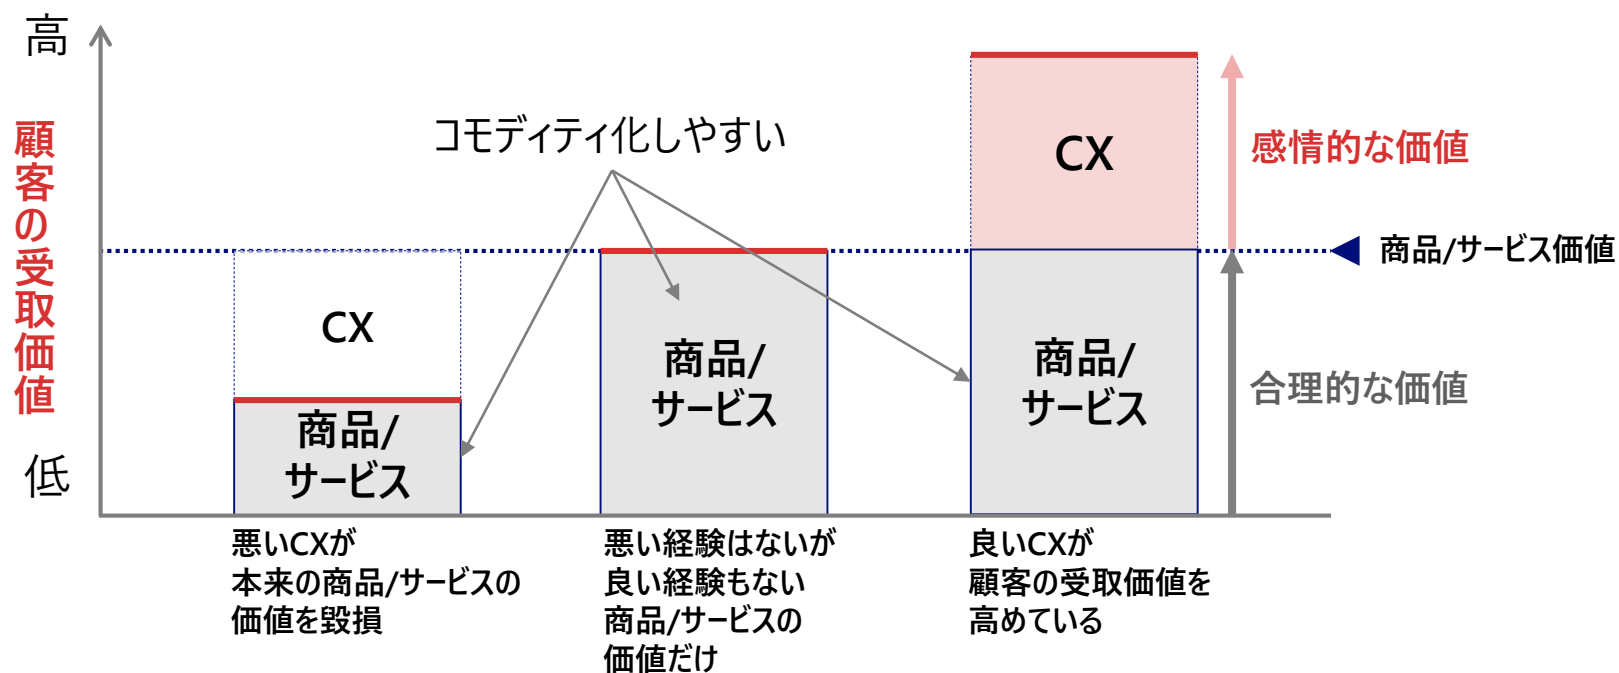 高
顧客の受取価値
低
コモディティ化しやすい
CX
感情的な価値
商品/サービス価値
CX
商品/
サービス
商品/
サービス
商品/
サービス
合理的な価値
悪いCXが
本来の商品/サービスの
価値を毀損
悪い経験はないが
良い経験もない
商品/サービスの
価値だけ
良いCXが
顧客の受取価値を
高めている